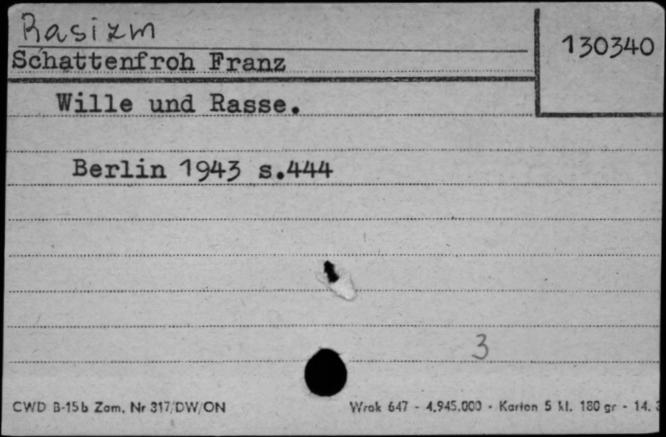 Rasizm
130340
Schattenfroh Franz
Wille und Rasse.
Berlin 1943 s.444
3
CWD B-15b Zam. Nr 317/DW/ON
Wrak 647 - 4.945.000 - Karton 5 kl. 180 gr - 14.